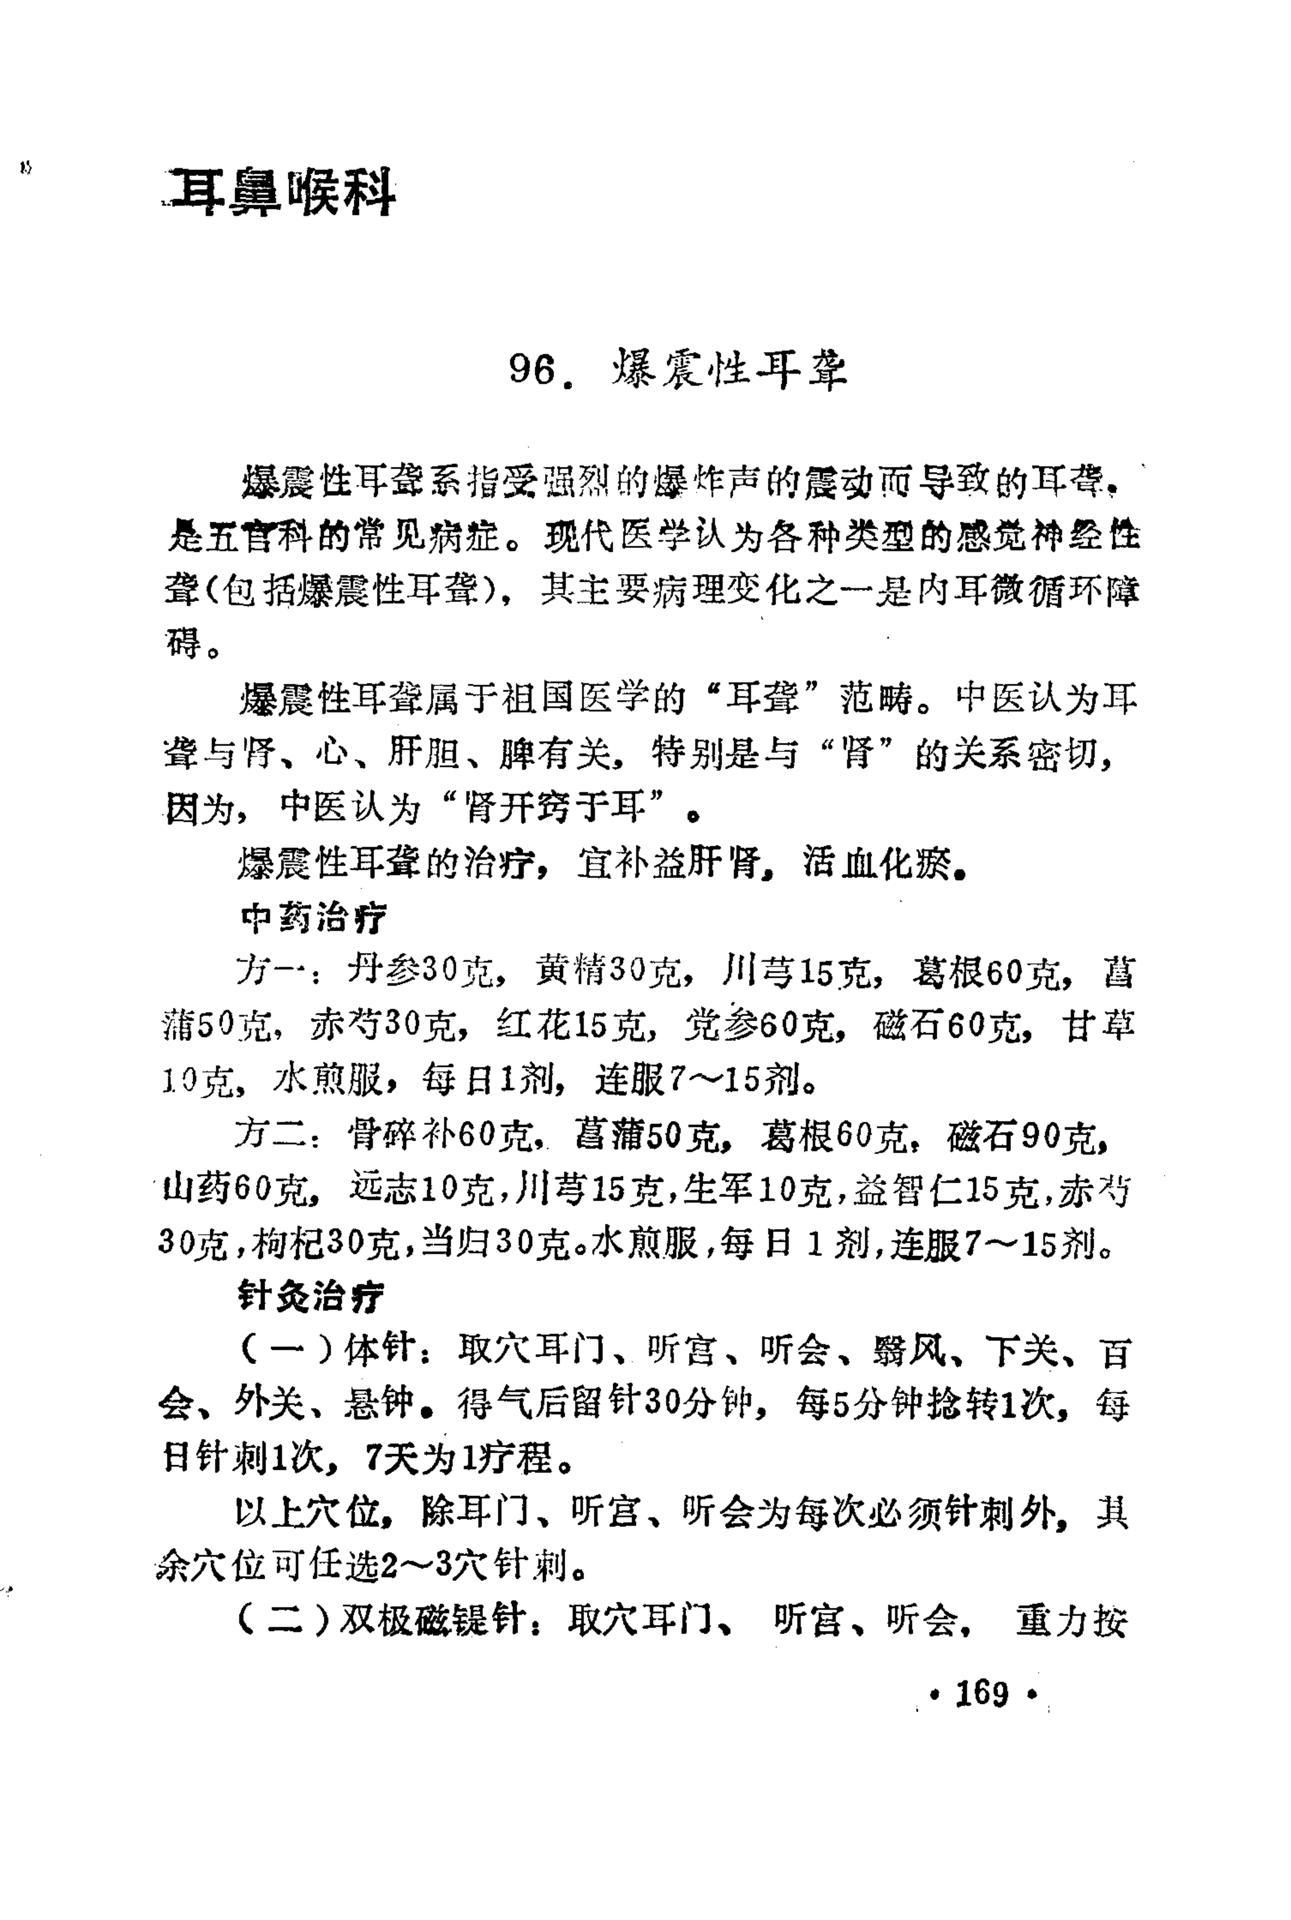 耳鼻喉科
96．爆震性耳聋
爆震性耳聋系指受强烈的爆炸声的震动而导致的耳聋，
是五官科的常见病症。现代医学认为各种类型的感觉神经性
聋（包括爆震性耳聋），其主要病理变化之一是内耳微循环障
碍。
爆震性耳聋属于祖国医学的“耳聋”范畴。中医认为耳
聋与肾、心、肝胆、脾有关，特别是与“肾”的关系密切，
因为，中医认为“肾开窍于耳”。
爆震性耳聋的治疗，宜补益肝肾，活血化瘀。
中药治疗
方一：丹参30克，黄精30克，川芎15克，葛根60克，菖
蒲50克，赤芍30克，红花15克，党参60克，磁石60克，甘草
10克，水煎服，每日1剂，连服7～15剂。
方二：骨碎补60克，菖蒲50克，葛根60克，磁石90克，
山药60克，远志10克，川芎15克，生军10克，益智仁15克，赤芍
30克，枸杞30克，当归30克。水煎服，每日1剂，连服7～15剂。
针灸治疗
（一）体针：取穴耳门、听宫、听会、翳风、下关、百
会、外关、悬钟。得气后留针30分钟，每5分钟捻转1次，每
日针刺1次，7天为1疗程。
以上穴位，除耳门、听宫、听会为每次必须针刺外，其
余穴位可任选2～3穴针刺。
（二）双极磁鍉针：取穴耳门、听宫、听会，重力按
·169·